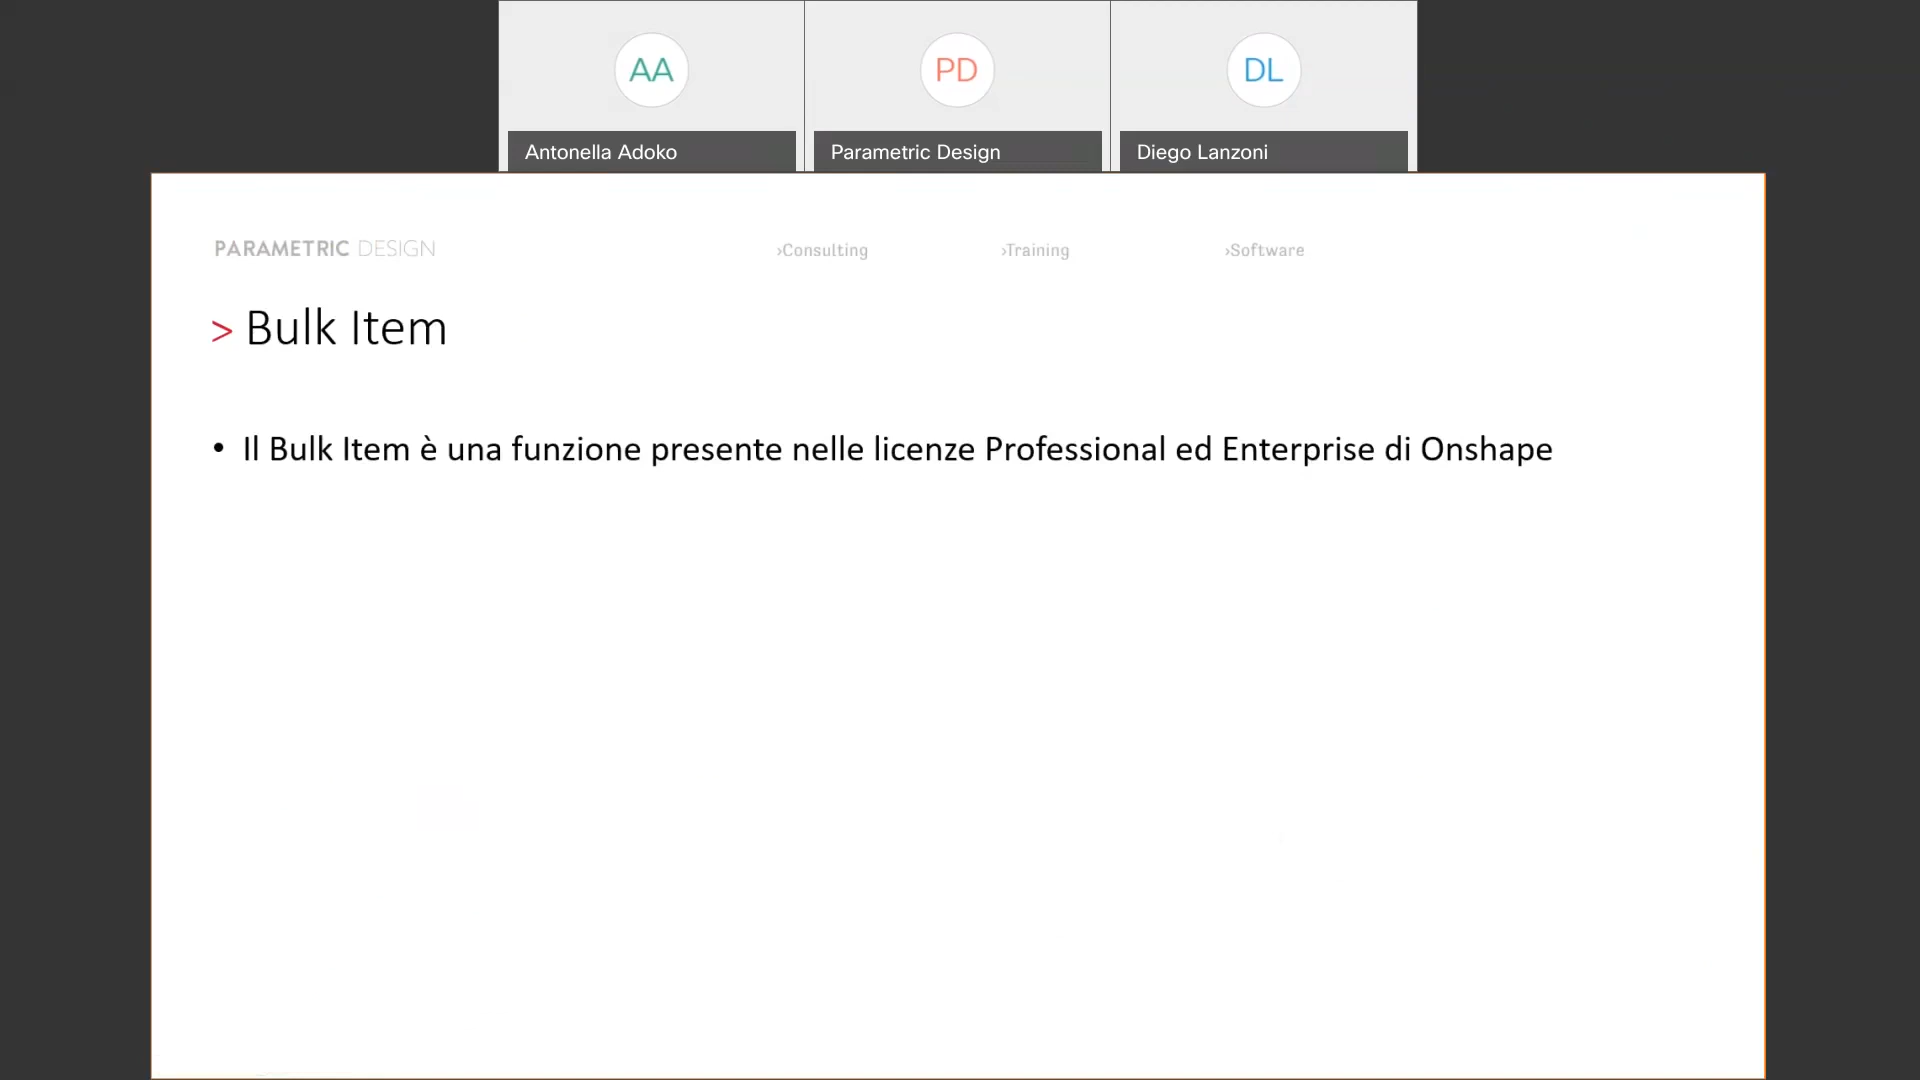 AA
PD
DL
Antonella Adoko
Parametric Design
Diego Lanzoni
PARAMETRIC DESIGN
›Consulting
›Training
›Software
> Bulk Item
• Il Bulk Item è una funzione presente nelle licenze Professional ed Enterprise di Onshape